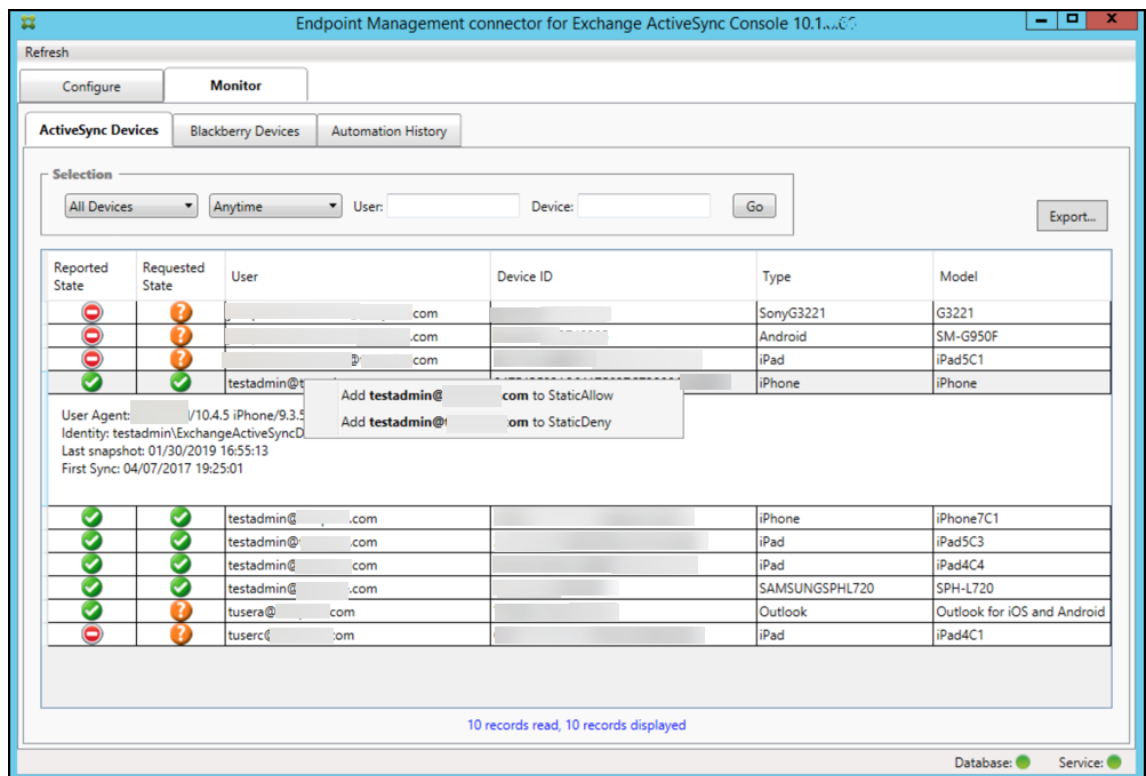 Endpoint Management connector for Exchange ActiveSync Console 10.1
Refresh
Configure Monitor
ActiveSync Devices Blackberry Devices Automation History
Selection
All Devices Anytime User: Device: Go
Export...
Reported State Requested State User Device ID Type Model
com SonyG3221 G3221
.com Android SM-G950F
com iPad iPad5C1
testadmin@ iPhone iPhone
Add testadmin@ com to StaticAllow
Add testadmin@ com to StaticDeny
User Agent: /10.4.5 iPhone/9.3.5
Identity: testadmin\ExchangeActiveSyncD
Last snapshot: 01/30/2019 16:55:13
First Sync: 04/07/2017 19:25:01
testadmin@ .com iPhone iPhone7C1
testadmin@ .com iPad iPad5C3
testadmin@ .com iPad iPad4C4
testadmin@ .com SAMSUNGSPHL720 SPH-L720
tusera@ com Outlook Outlook for iOS and Android
tuserc com iPad iPad4C1
10 records read, 10 records displayed
Database: Service: